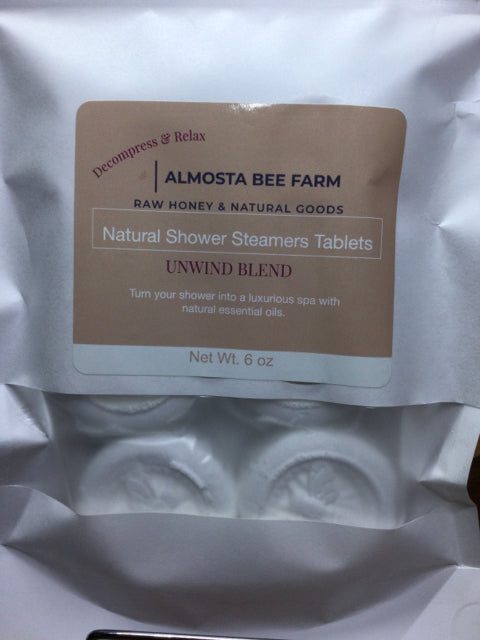 Decompress & Relax
ALMOSTA BEE FARM
RAW HONEY & NATURAL GOODS
Natural Shower Steamers Tablets
UNWIND BLEND
Turn your shower into a luxurious spa with
natural essential oils.
Net Wt. 6 oz